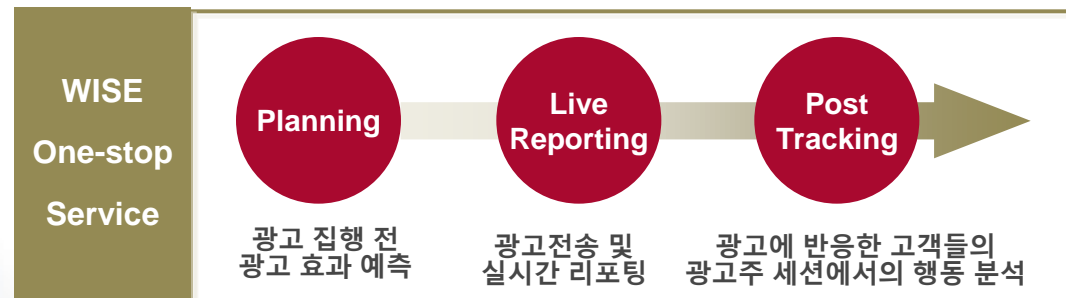 WISE
One-stop
Service
Planning
Live
Reporting
Post
Tracking
광고 집행 전
광고 효과 예측
광고전송 및
실시간 리포팅
광고에 반응한 고객들의
광고주 세션에서의 행동 분석